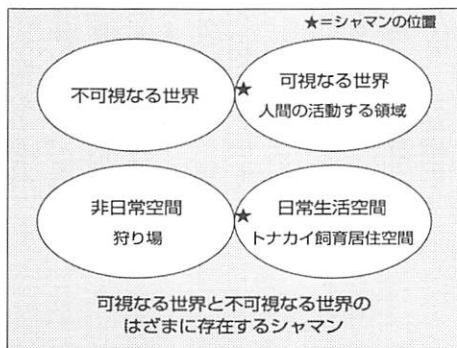 ★＝シャマンの位置
不可視なる世界
可視なる世界
人間の活動する領域
非日常空間
狩り場
日常生活空間
トナカイ飼育居住空間
可視なる世界と不可視なる世界の
はざまに存在するシャマン